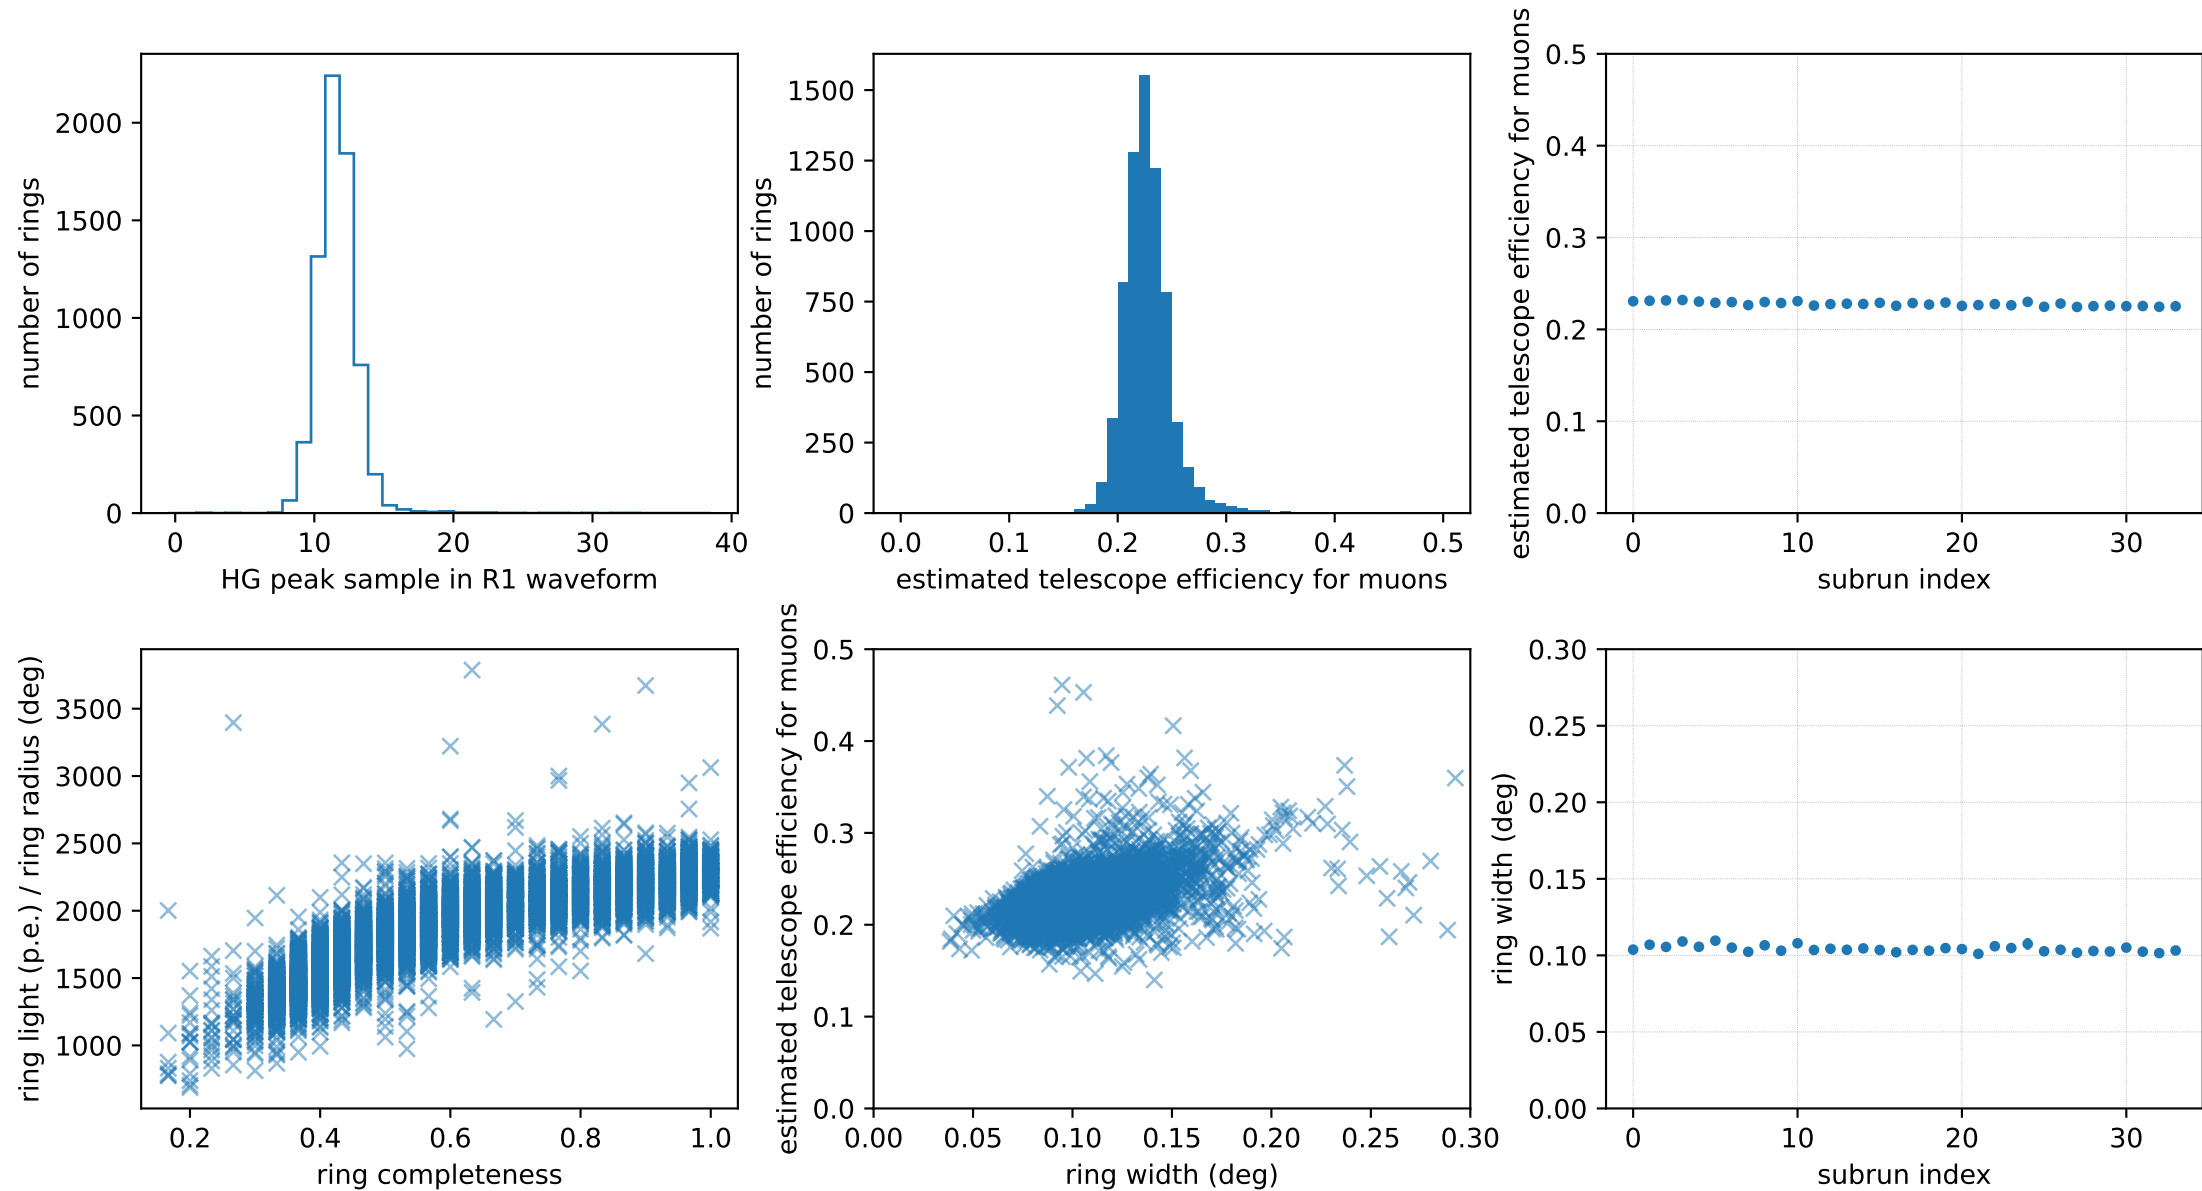 number of rings
2000
1500
1000
500
0
0 10 20 30 40
HG peak sample in R1 waveform
number of rings
1500
1250
1000
750
500
250
0
0.0 0.1 0.2 0.3 0.4 0.5
estimated telescope efficiency for muons
estimated telescope efficiency for muons
0.5
0.4
0.3
0.2
0.1
0.0
0 10 20 30
subrun index
ring light (p.e.) / ring radius (deg)
3500
3000
2500
2000
1500
1000
0.2 0.4 0.6 0.8 1.0
ring completeness
estimated telescope efficiency for muons
0.5
0.4
0.3
0.2
0.1
0.0
0.00 0.05 0.10 0.15 0.20 0.25 0.30
ring width (deg)
ring width (deg)
0.30
0.25
0.20
0.15
0.10
0.05
0.00
0 10 20 30
subrun index